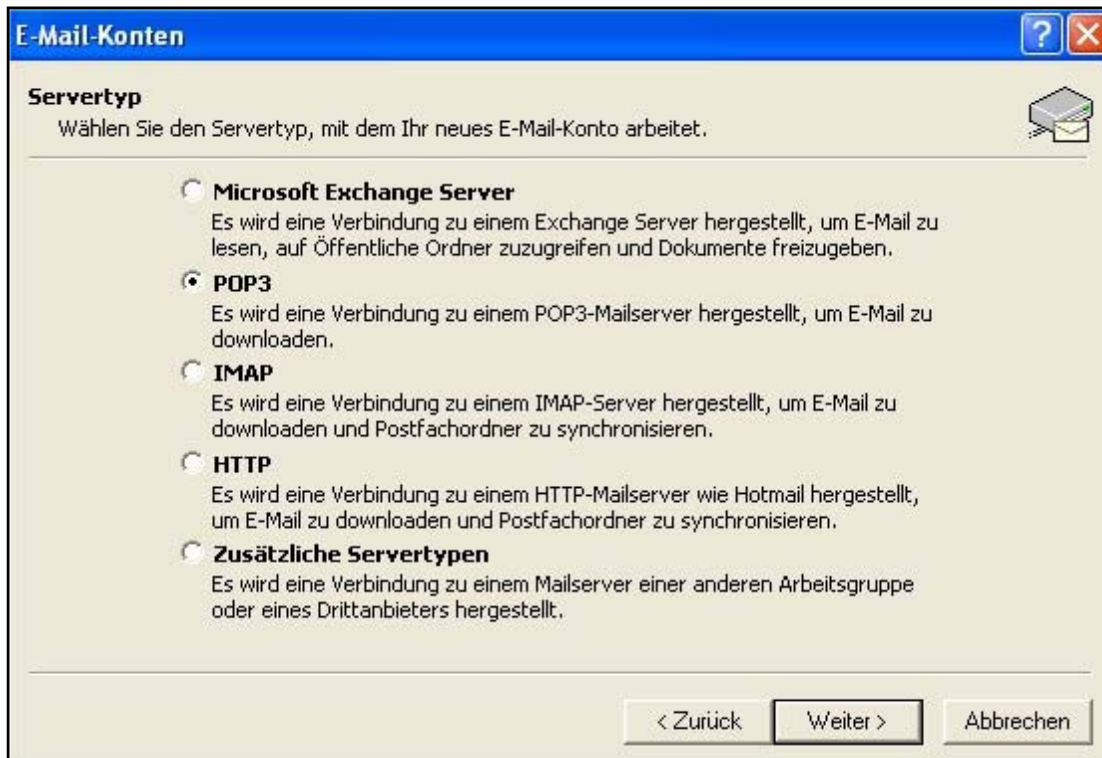 E-Mail-Konten
Servertyp
Wählen Sie den Servertyp, mit dem Ihr neues E-Mail-Konto arbeitet.
Microsoft Exchange Server
Es wird eine Verbindung zu einem Exchange Server hergestellt, um E-Mail zu
lesen, auf Öffentliche Ordner zuzugreifen und Dokumente freizugeben.
POP3
Es wird eine Verbindung zu einem POP3-Mailserver hergestellt, um E-Mail zu
downloaden.
IMAP
Es wird eine Verbindung zu einem IMAP-Server hergestellt, um E-Mail zu
downloaden und Postfachordner zu synchronisieren.
HTTP
Es wird eine Verbindung zu einem HTTP-Mailserver wie Hotmail hergestellt,
um E-Mail zu downloaden und Postfachordner zu synchronisieren.
Zusätzliche Servertypen
Es wird eine Verbindung zu einem Mailserver einer anderen Arbeitsgruppe
oder eines Drittanbieters hergestellt.
< Zurück Weiter > Abbrechen